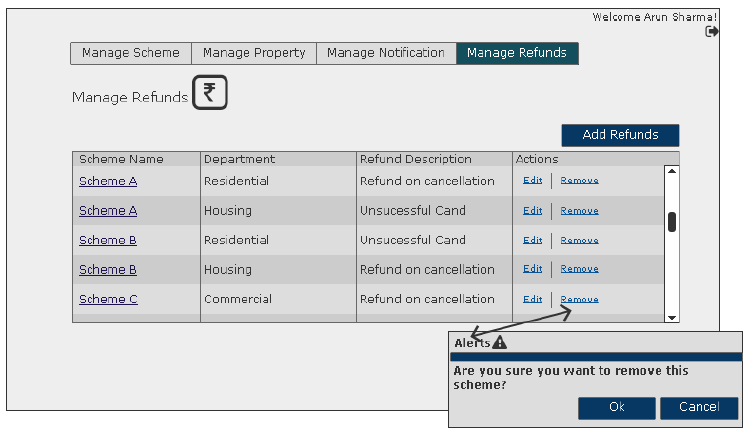 Welcome Arun Sharma!
Manage Scheme Manage Property Manage Notification Manage Refunds
Manage Refunds ₹
Add Refunds
Scheme Name Department Refund Description Actions
Scheme A Residential Refund on cancellation Edit Remove
Scheme A Housing Unsucessful Cand Edit Remove
Scheme B Residential Unsucessful Cand Edit Remove
Scheme B Housing Refund on cancellation Edit Remove
Scheme C Commercial Refund on cancellation Edit Remove
Alerts
Are you sure you want to remove this
scheme?
Ok Cancel